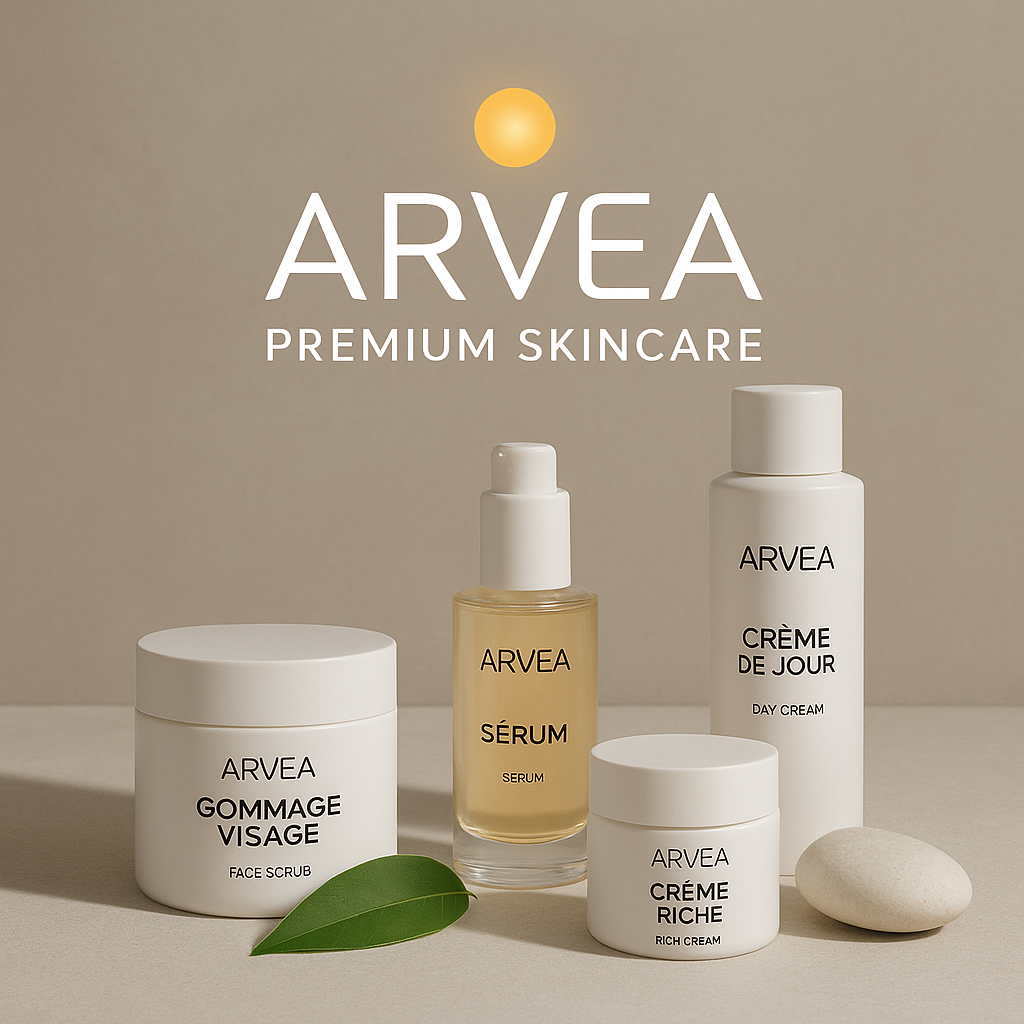 ARVEA
PREMIUM SKINCARE
ARVEA
GOMMAGE
VISAGE
FACE SCRUB
ARVEA
SÉRUM
SERUM
ARVEA
CRÉME
RICHE
RICH CREAM
ARVEA
CRÈME
DE JOUR
DAY CREAM